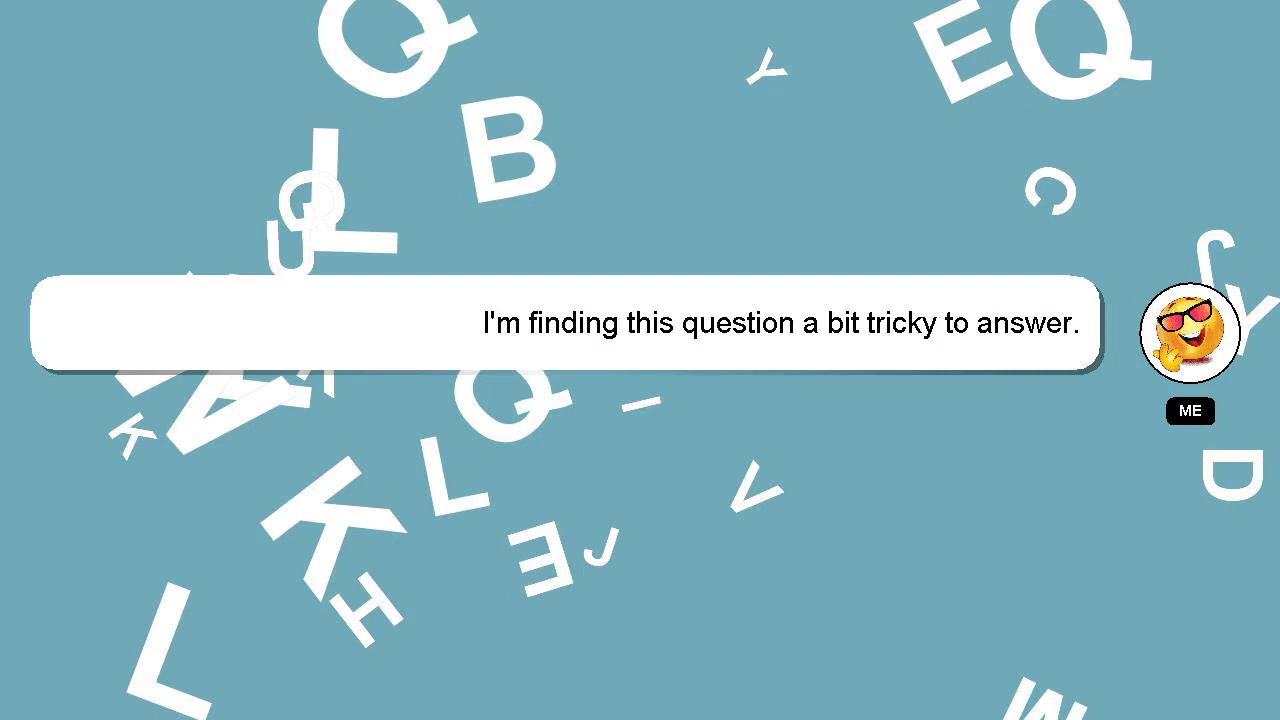 Q
E
Q
Y
B
L
Q
U
C
J
Y
I'm finding this question a bit tricky to answer.
ME
A
K
Q
I
L
V
D
K
E
J
H
L
M